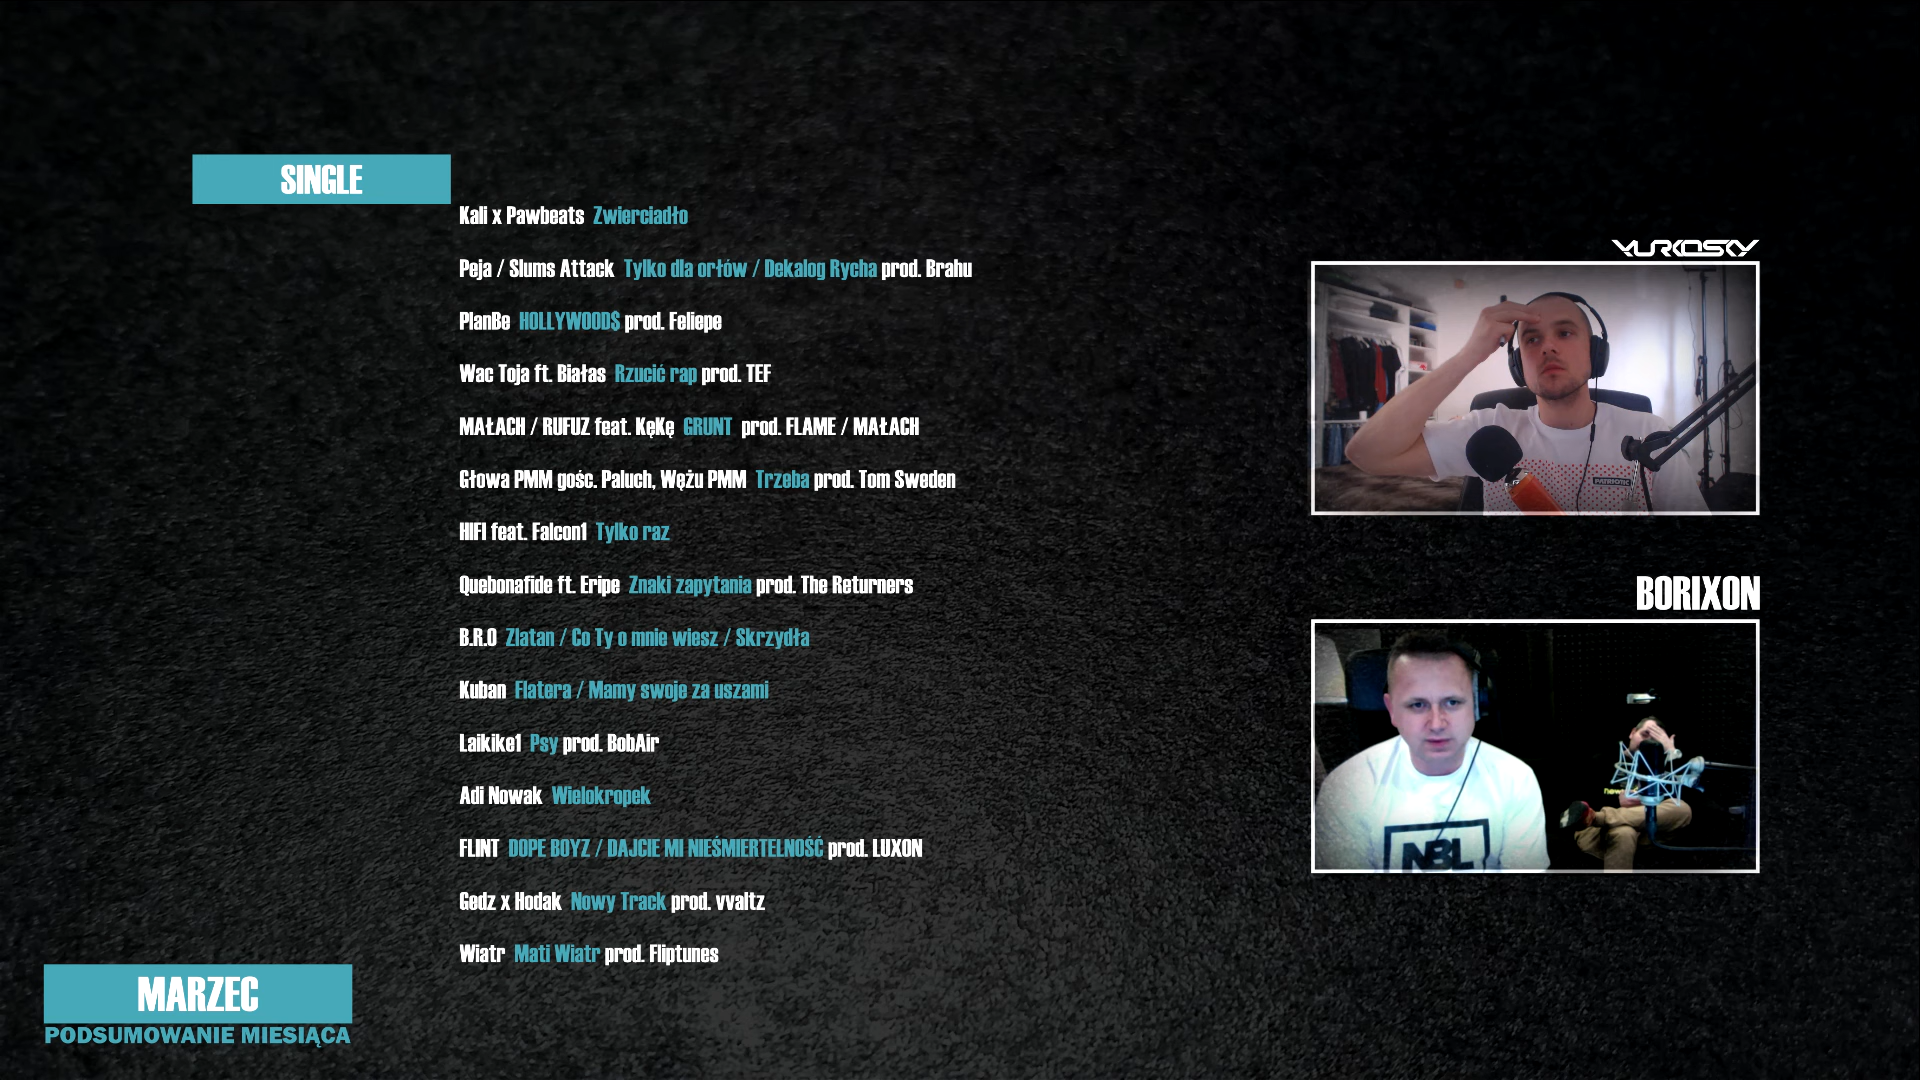 SINGLE
Kali x Pawbeats Zwierciadło
Peja / Slums Attack Tylko dla orłów / Dekalog Rycha prod. Brahu
PlanBe HOLLYWOOD$ prod. Feliepe
Wac Toja ft. Białas Rzucić rap prod. TEF
MAŁACH / RUFUZ feat. KęKę GRUNT prod. FLAME / MAŁACH
Głowa PMM gośc. Paluch, Wężu PMM Trzeba prod. Tom Sweden
HIFI feat. Falcon1 Tylko raz
Quebonafide ft. Eripe Znaki zapytania prod. The Returners
B.R.O Zlatan / Co Ty o mnie wiesz / Skrzydła
Kuban Flatera / Mamy swoje za uszami
Laikike1 Psy prod. BobAir
Adi Nowak Wielokropek
FLINT DOPE BOYZ / DAJCIE MI NIEŚMIERTELNOŚĆ prod. LUXON
Gedz x Hodak Nowy Track prod. vvaltz
Wiatr Mati Wiatr prod. Fliptunes
MARZEC
PODSUMOWANIE MIESIĄCA
YURKOSKY
PATRIOTIC
BORIXON
NBL